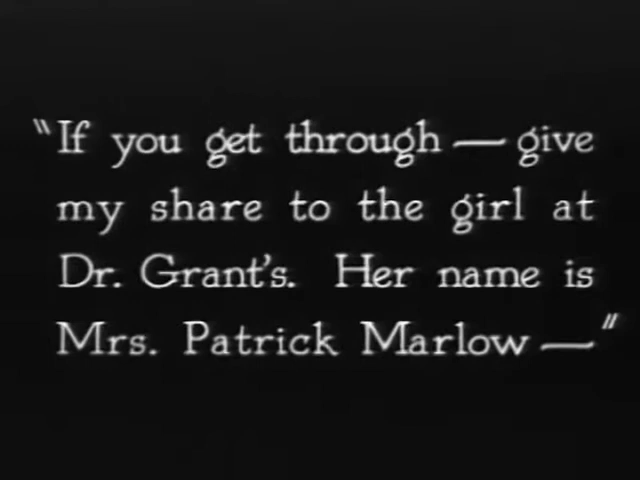 "If you get through — give
my share to the girl at
Dr. Grant's. Her name is
Mrs. Patrick Marlow —"